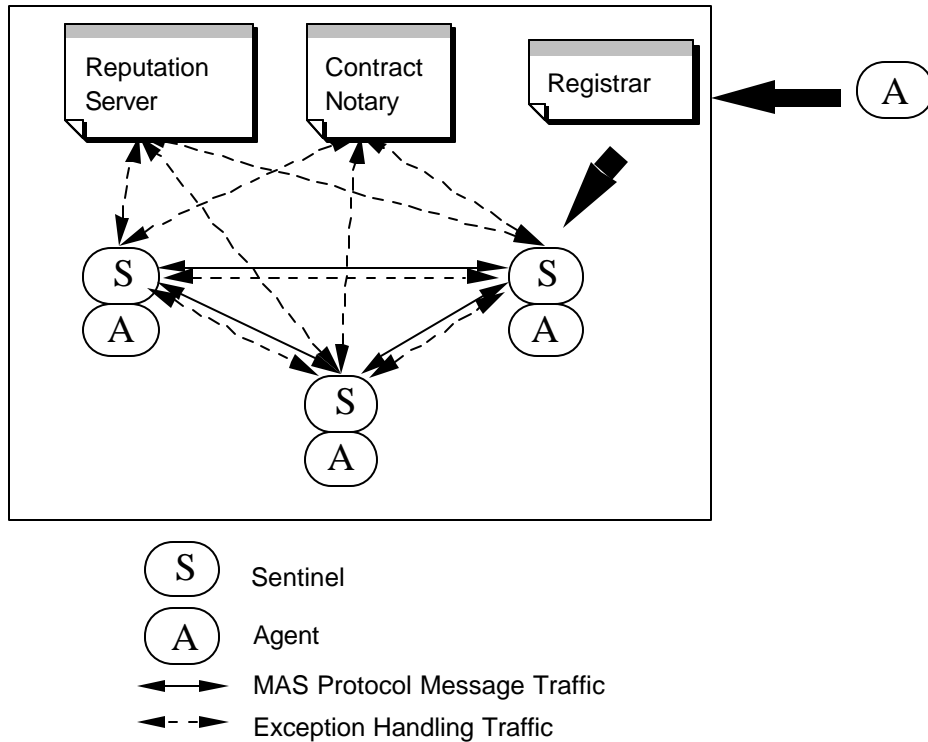 Reputation
Server
Contract
Notary
Registrar
A
S
S
A
A
S
A
S
Sentinel
A
Agent
MAS Protocol Message Traffic
Exception Handling Traffic